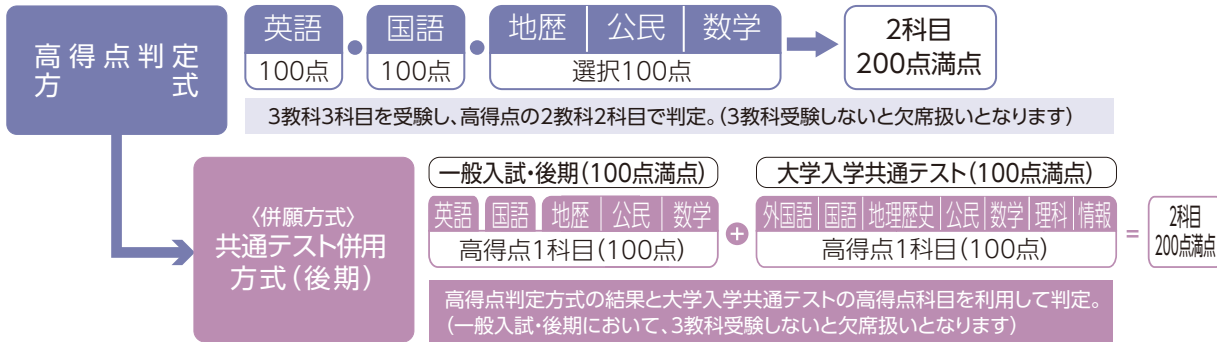 高得点判定
方式
英語
100点
国語
100点
地歴 公民 数学
選択100点
2科目
200点満点
3教科3科目を受験し、高得点の2教科2科目で判定。(3教科受験しないと欠席扱いとなります)
〈併願方式〉
共通テスト併用
方式(後期)
一般入試・後期(100点満点)
英語 国語 地歴 公民 数学
高得点1科目(100点)
+
大学入学共通テスト(100点満点)
外国語 国語 地理歴史 公民 数学 理科 情報
高得点1科目(100点)
=
2科目
200点満点
高得点判定方式の結果と大学入学共通テストの高得点科目を利用して判定。
(一般入試・後期において、3教科受験しないと欠席扱いとなります)